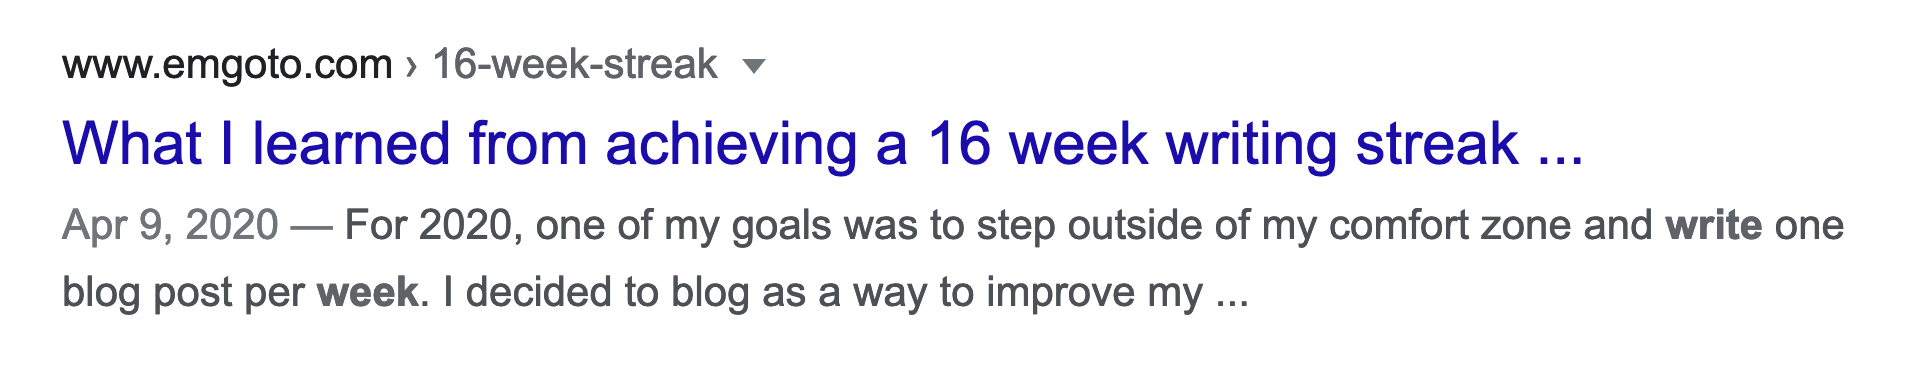 www.emgoto.com › 16-week-streak
What I learned from achieving a 16 week writing streak ...
Apr 9, 2020 — For 2020, one of my goals was to step outside of my comfort zone and write one
blog post per week. I decided to blog as a way to improve my ...